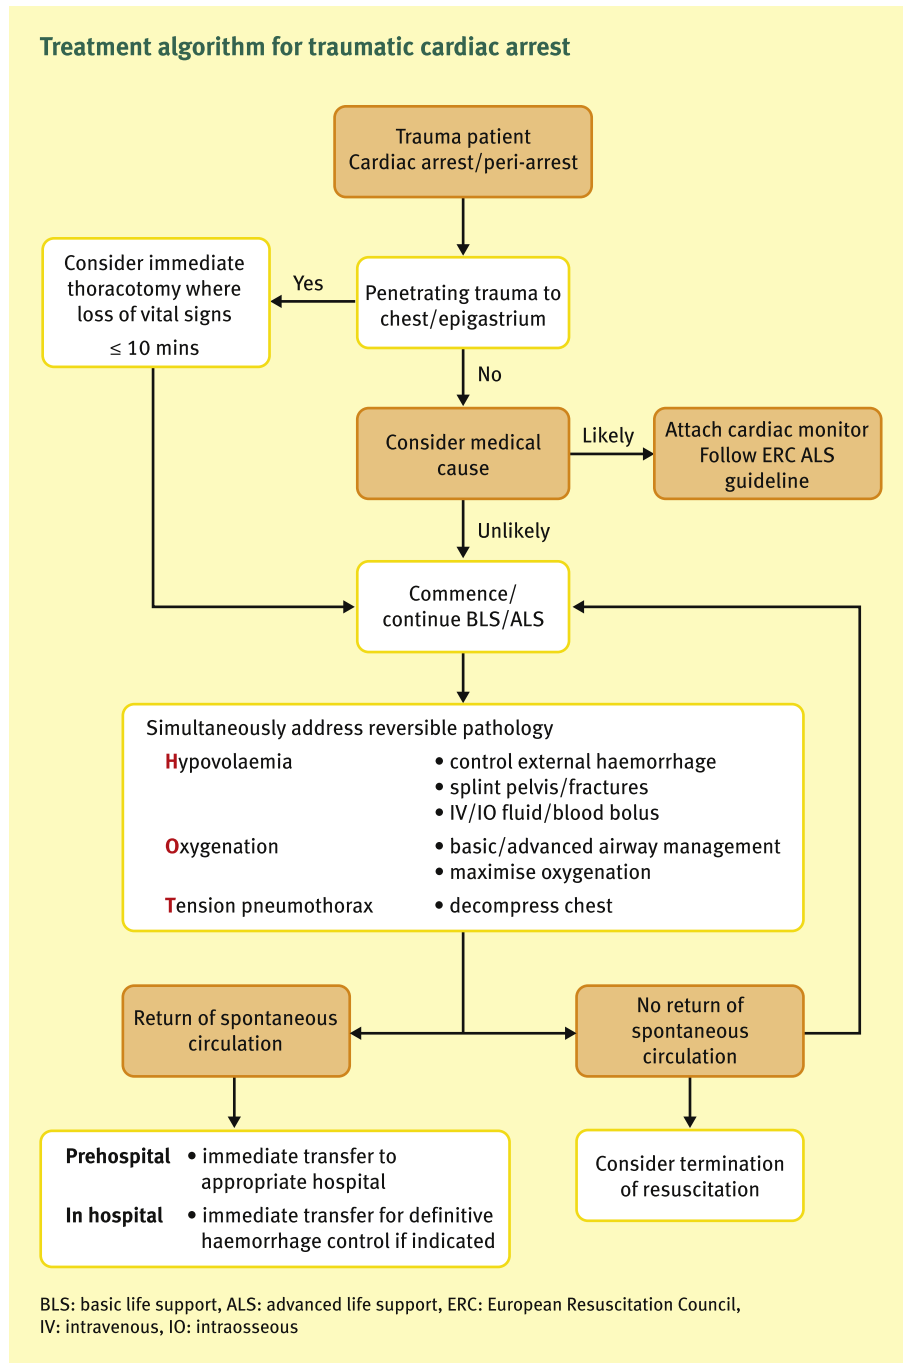 Treatment algorithm for traumatic cardiac arrest
Trauma patient
Cardiac arrest/peri-arrest
Consider immediate
thoracotomy where
loss of vital signs
≤ 10 mins
Yes
Penetrating trauma to
chest/epigastrium
No
Consider medical
cause
Likely
Attach cardiac monitor
Follow ERC ALS
guideline
Unlikely
Commence/
continue BLS/ALS
Simultaneously address reversible pathology
Hypovolaemia • control external haemorrhage
• splint pelvis/fractures
• IV/IO fluid/blood bolus
Oxygenation • basic/advanced airway management
• maximise oxygenation
Tension pneumothorax • decompress chest
Return of spontaneous
circulation
No return of
spontaneous
circulation
Prehospital • immediate transfer to
appropriate hospital
In hospital • immediate transfer for definitive
haemorrhage control if indicated
Consider termination
of resuscitation
BLS: basic life support, ALS: advanced life support, ERC: European Resuscitation Council,
IV: intravenous, IO: intraosseous